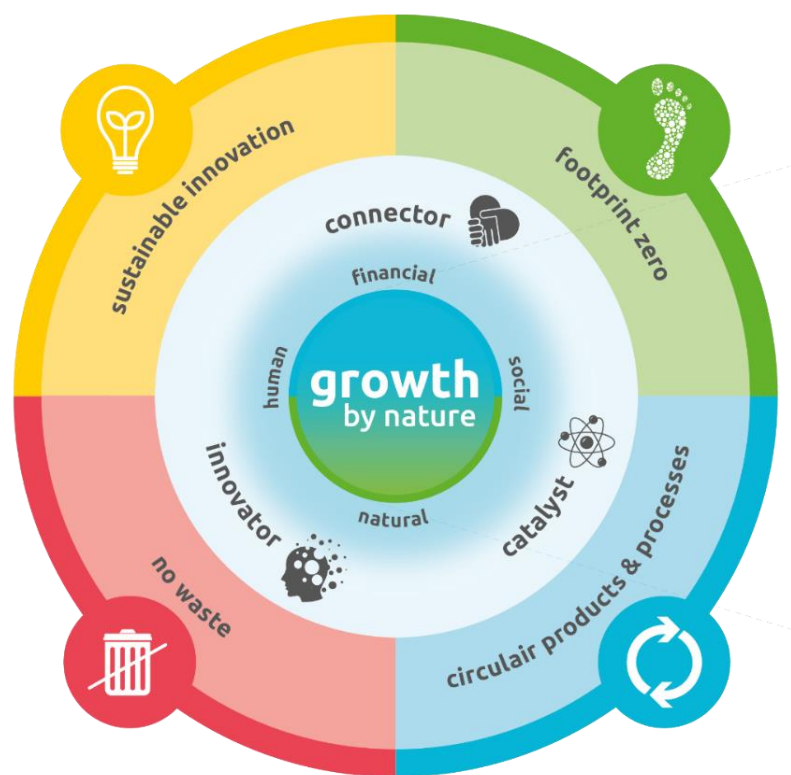 sustainable innovation
footprint zero
connector
financial
human
growth
by nature
social
innovator
natural
catalyst
no waste
circulair products & processes